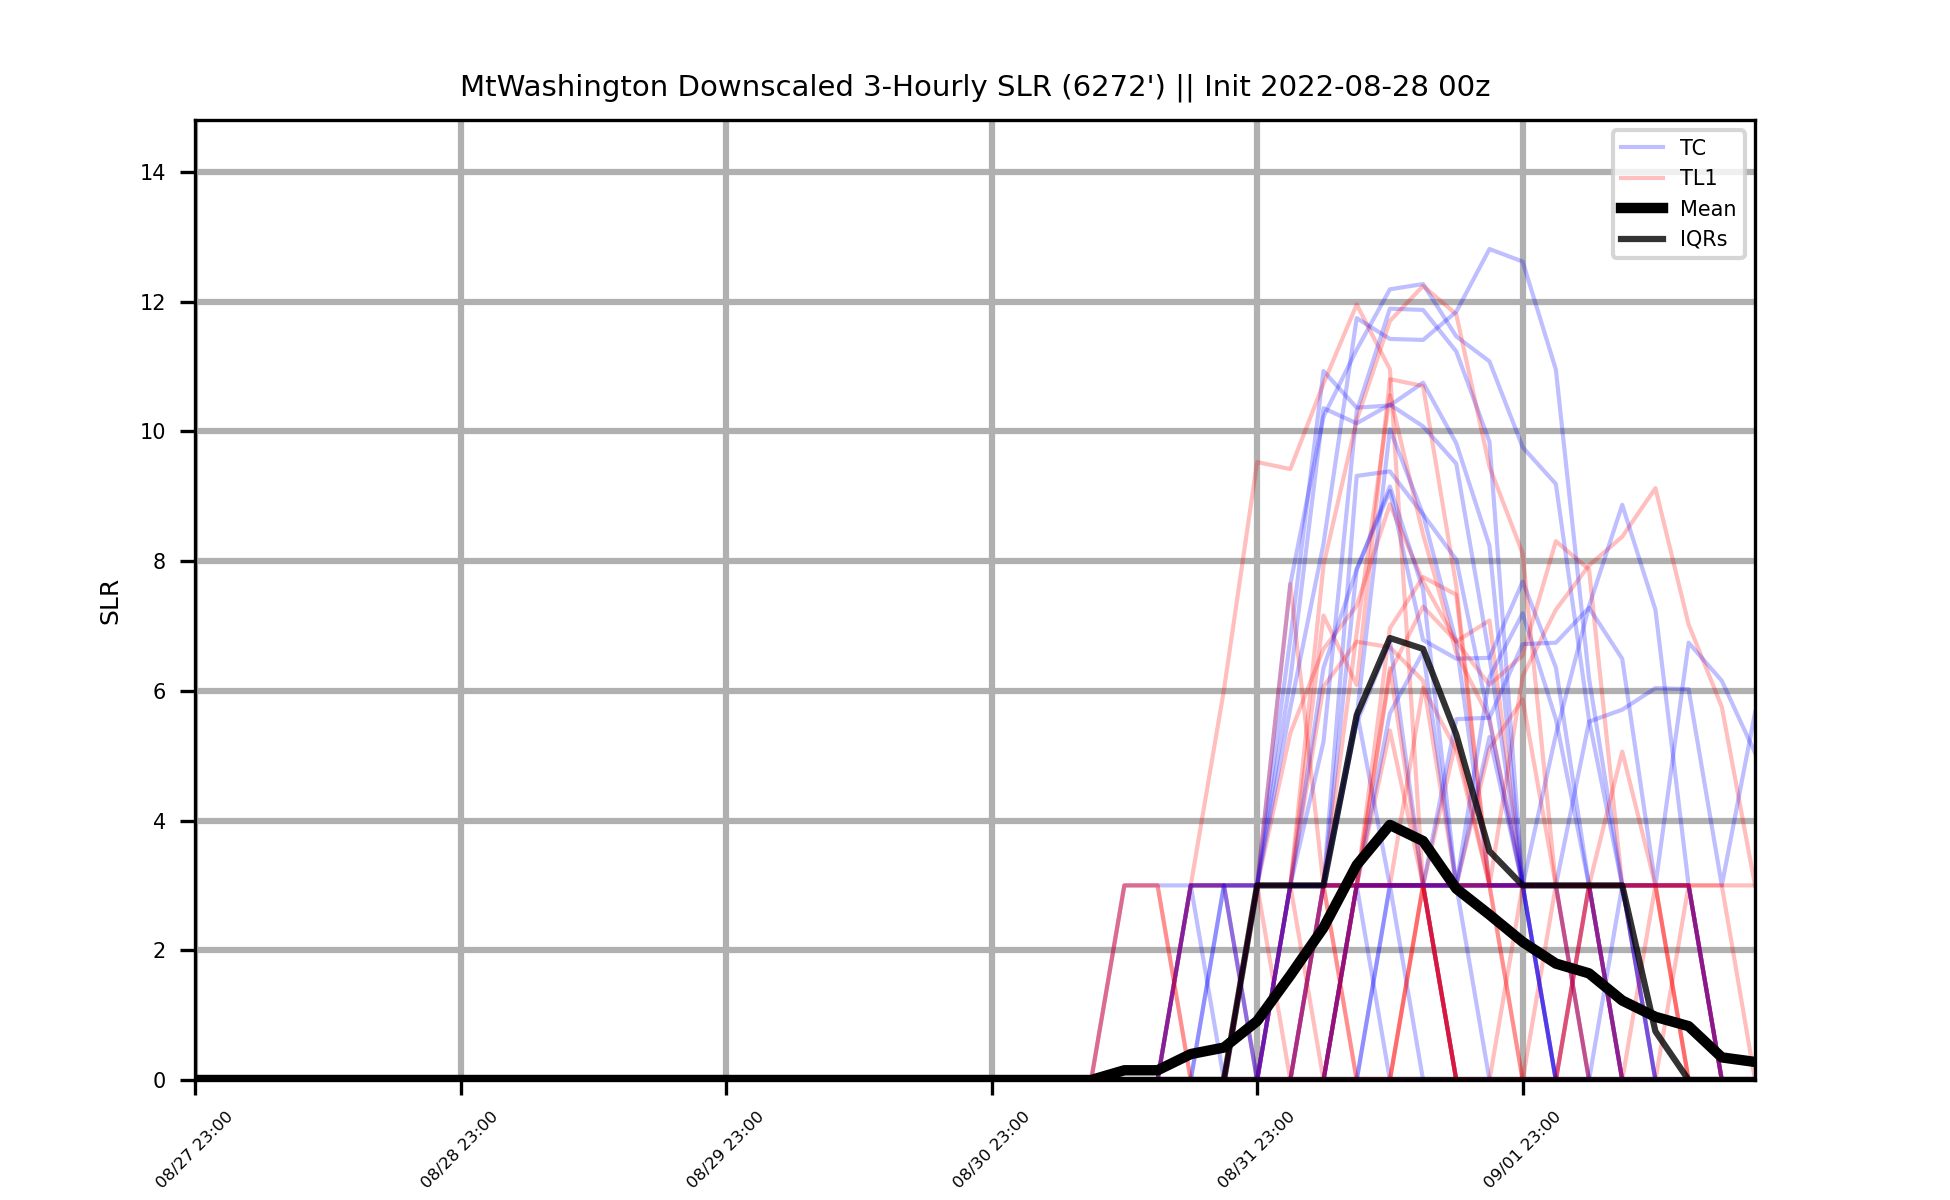 MtWashington Downscaled 3-Hourly SLR (6272') || Init 2022-08-28 00z
TC
TL1
Mean
IQRs
SLR
14
12
10
8
6
4
2
0
08/27 23:00
08/28 23:00
08/29 23:00
08/30 23:00
08/31 23:00
09/01 23:00